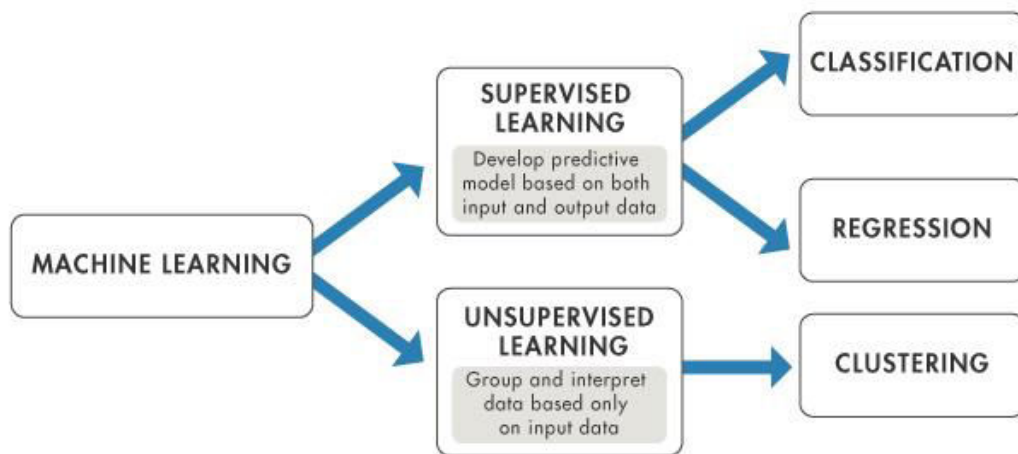 MACHINE LEARNING
SUPERVISED
LEARNING
Develop predictive
model based on both
input and output data
UNSUPERVISED
LEARNING
Group and interpret
data based only
on input data
CLASSIFICATION
REGRESSION
CLUSTERING